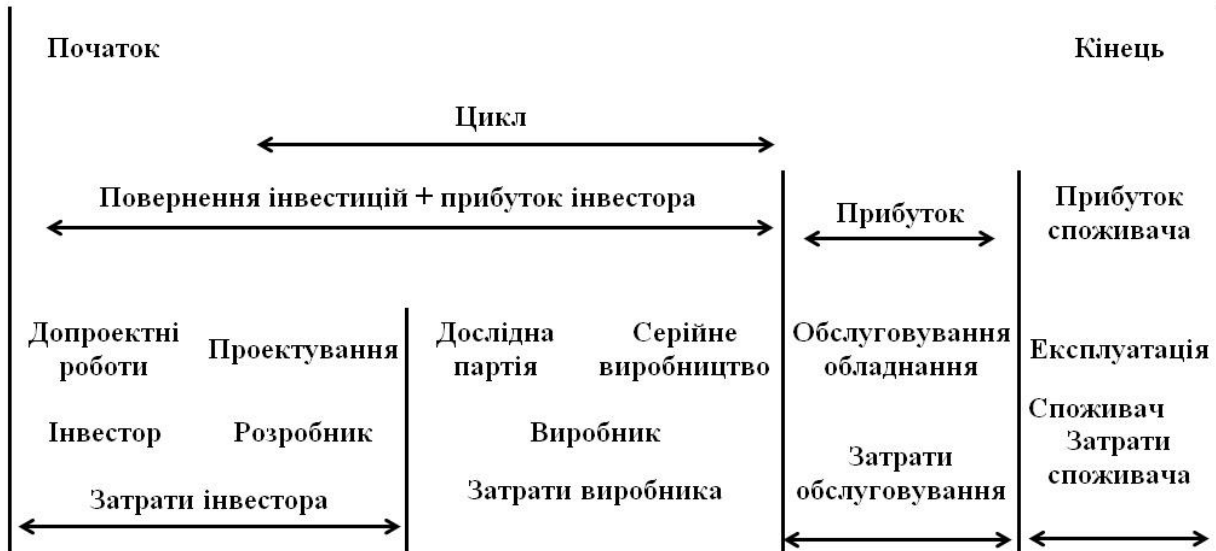 Початок
Кінець
Цикл
Повернення інвестицій + прибуток інвестора
Прибуток
Прибуток
споживача
Допроектні
роботи
Проектування
Дослідна
партія
Серійне
виробництво
Обслуговування
обладнання
Експлуатація
Інвестор
Розробник
Виробник
Споживач
Затрати
споживача
Затрати інвестора
Затрати виробника
Затрати
обслуговування